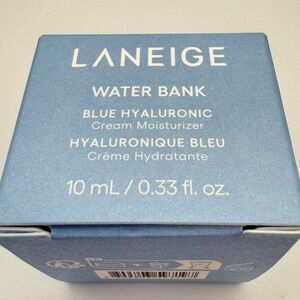 LANEIGE
WATER BANK
BLUE HYALURONIC
Cream Moisturizer
HYALURONIQUE BLEU
Crème Hydratante
10 mL / 0.33 fl. oz.